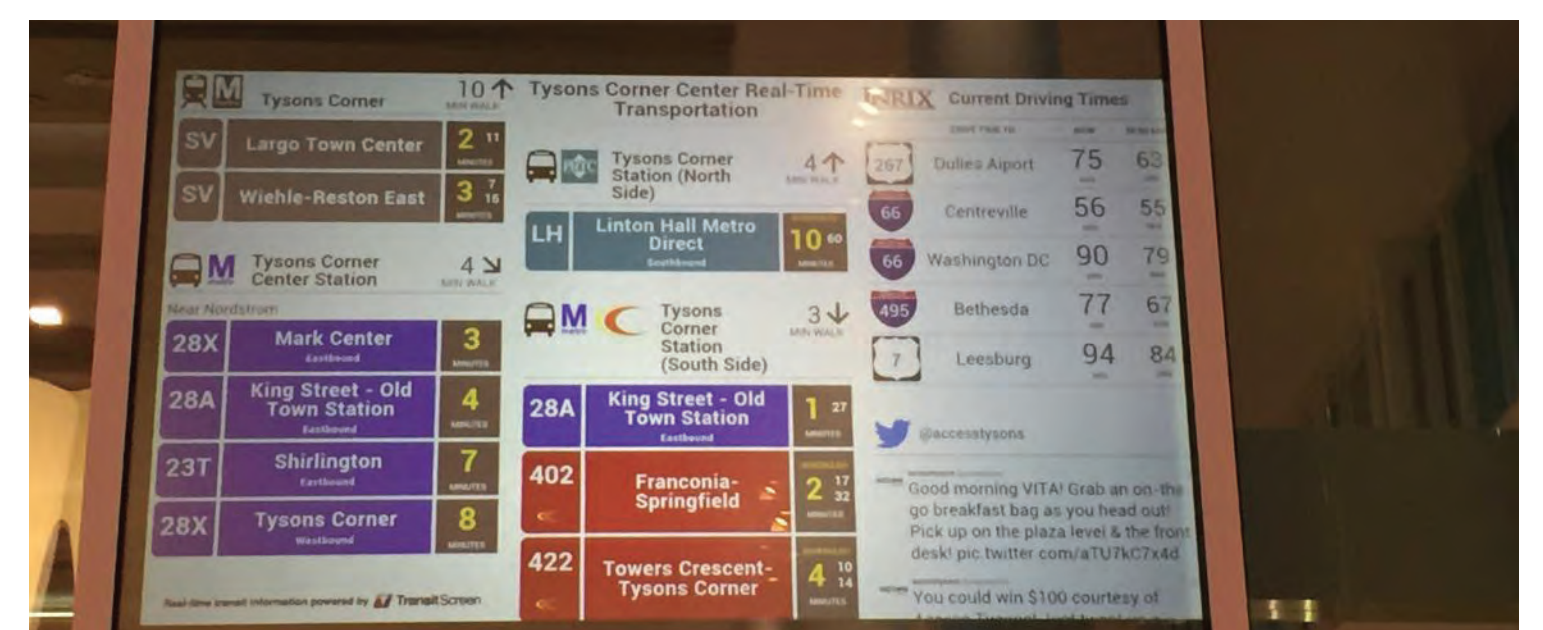 M Tysons Corner 10 MIN WALK
SV Largo Town Center 2 11 MINUTES
SV Wiehle-Reston East 3 7 16 MINUTES
M metro Tysons Corner
Center Station 4 MIN WALK
Near Nordstrom
28X Mark Center 3
Eastbound MINUTES
28A King Street - Old
Town Station 4
Eastbound MINUTES
23T Shirlington 7
Eastbound MINUTES
28X Tysons Corner 8
Westbound MINUTES
Real-time transit information powered by TransitScreen
Tysons Corner Center Real-Time
Transportation
Tysons Corner
Station (North
Side) 4 MIN WALK
LH Linton Hall Metro
Direct 10 60
Southbound MINUTES
M metro Tysons
Corner
Station
(South Side) 3 MIN WALK
28A King Street - Old
Town Station 1 27
Eastbound MINUTES
402 Franconia-
Springfield 2 17 32
MINUTES
422 Towers Crescent-
Tysons Corner 4 10 14
MINUTES
INRIX Current Driving Times
DRIVE TIME TO NOW
267 Dulles Aiport 75 63
66 Centreville 56 55
66 Washington DC 90 79
495 Bethesda 77 67
7 Leesburg 94 84
@accesstysons
Good morning VITA! Grab an on-the
go breakfast bag as you head out!
Pick up on the plaza level & the front
desk! pic.twitter com/aTU7kC7x4d
You could win $100 courtesy of